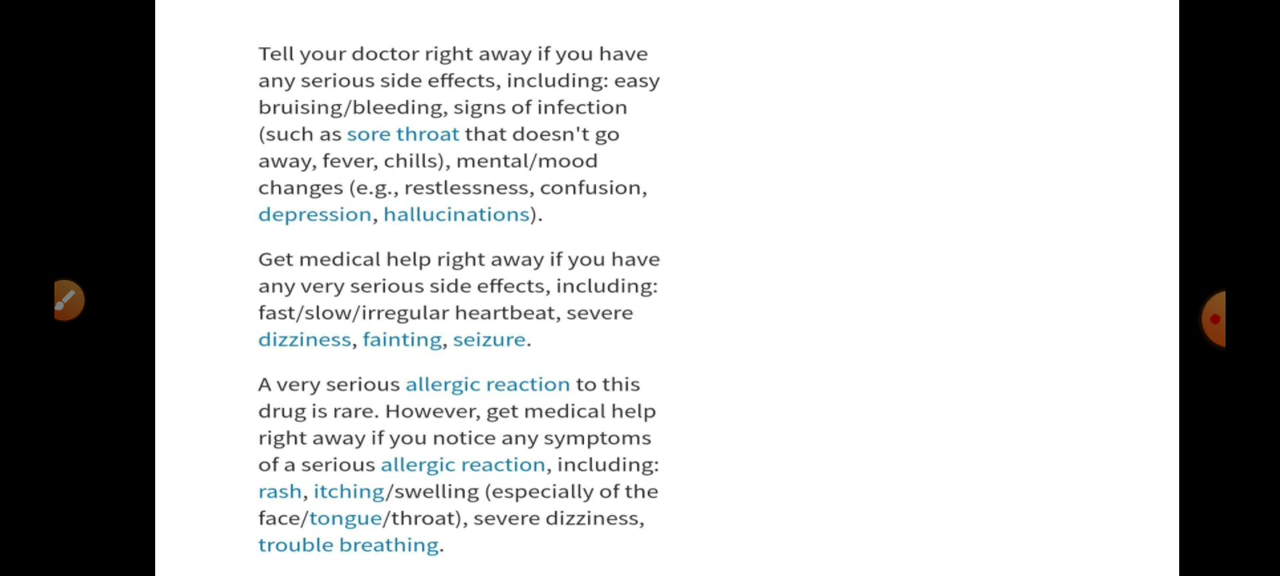 Tell your doctor right away if you have
any serious side effects, including: easy
bruising/bleeding, signs of infection
(such as sore throat that doesn't go
away, fever, chills), mental/mood
changes (e.g., restlessness, confusion,
depression, hallucinations).
Get medical help right away if you have
any very serious side effects, including:
fast/slow/irregular heartbeat, severe
dizziness, fainting, seizure.
A very serious allergic reaction to this
drug is rare. However, get medical help
right away if you notice any symptoms
of a serious allergic reaction, including:
rash, itching/swelling (especially of the
face/tongue/throat), severe dizziness,
trouble breathing.